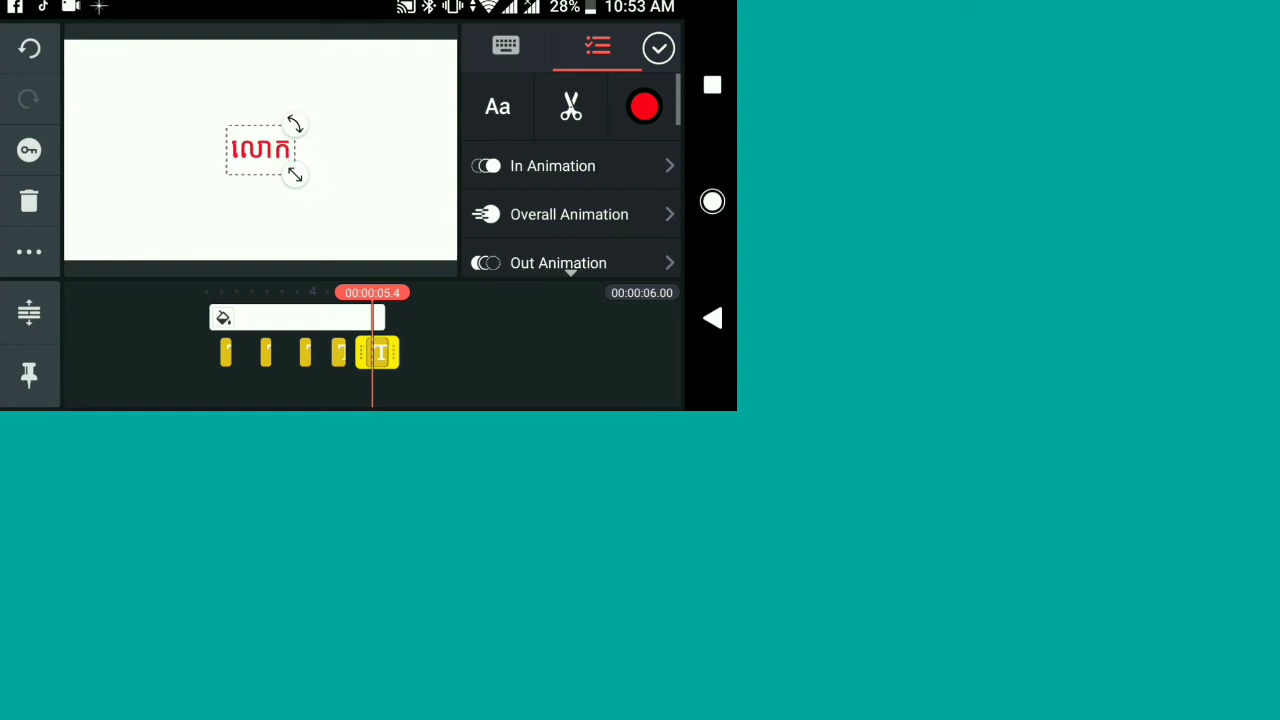 28% 10:53 AM
លោក
Aa
In Animation
Overall Animation
Out Animation
4
00:00:05.4
00:00:06.00
T